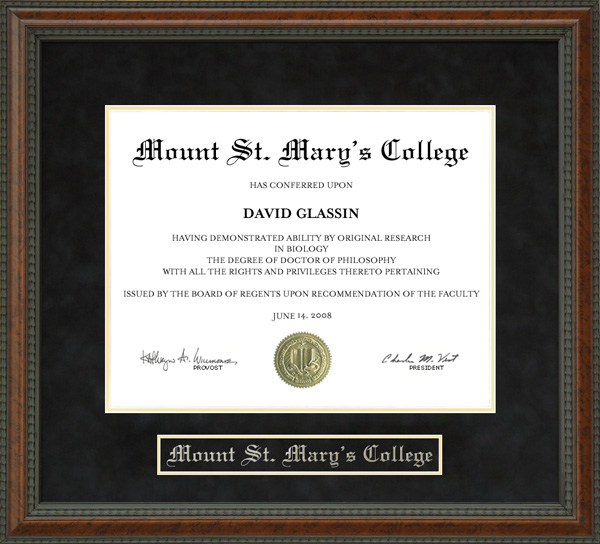 Mount St. Mary's College
HAS CONFERRED UPON
DAVID GLASSIN
HAVING DEMONSTRATED ABILITY BY ORIGINAL RESEARCH
IN BIOLOGY
THE DEGREE OF DOCTOR OF PHILOSOPHY
WITH ALL THE RIGHTS AND PRIVILEGES THERETO PERTAINING
ISSUED BY THE BOARD OF REGENTS UPON RECOMMENDATION OF THE FACULTY
JUNE 14, 2008
Charles M. Vest
PROVOST
PRESIDENT
Mount St. Mary's College